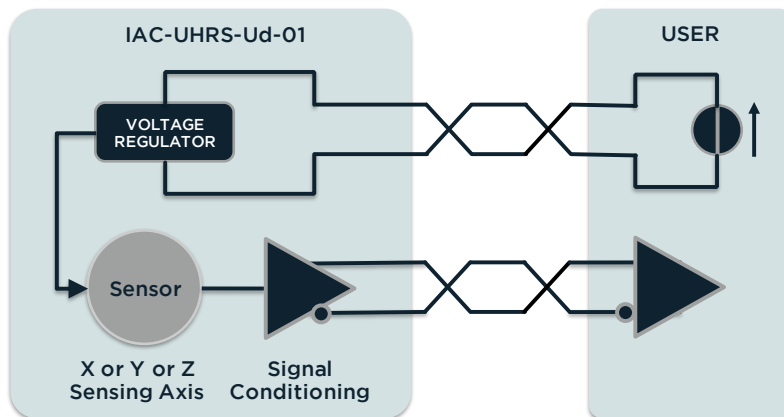 IAC-UHRS-Ud-01
USER
VOLTAGE
REGULATOR
Sensor
X or Y or Z
Sensing Axis
Signal
Conditioning